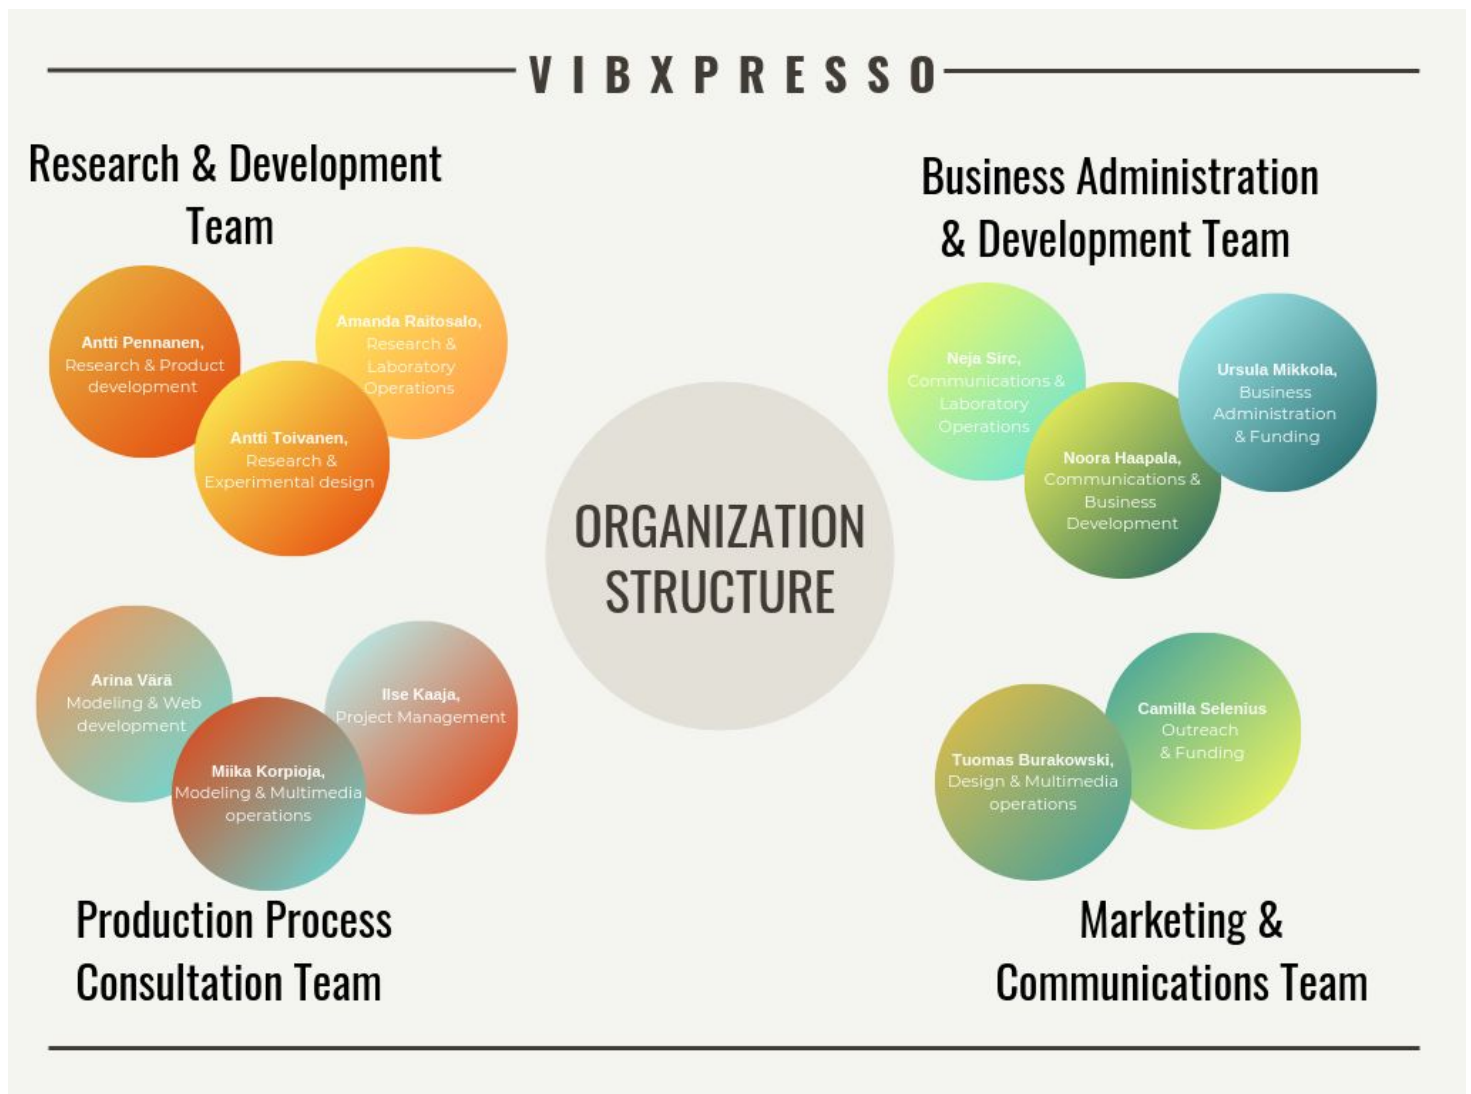 VIBXPRESSO
Research & Development
Team
Antti Pennanen,
Research & Product
development
Amanda Raitosalo,
Research &
Laboratory
Operations
Antti Toivanen,
Research &
Experimental design
Business Administration
& Development Team
Neja Sirc,
Communications &
Laboratory
Operations
Noora Haapala,
Communications &
Business
Development
Ursula Mikkola,
Business
Administration
& Funding
ORGANIZATION
STRUCTURE
Arina Värä
Modeling & Web
development
Miika Korpioja,
Modeling & Multimedia
operations
Ilse Kaaja,
Project Management
Production Process
Consultation Team
Tuomas Burakowski,
Design & Multimedia
operations
Camilla Selenius
Outreach
& Funding
Marketing &
Communications Team